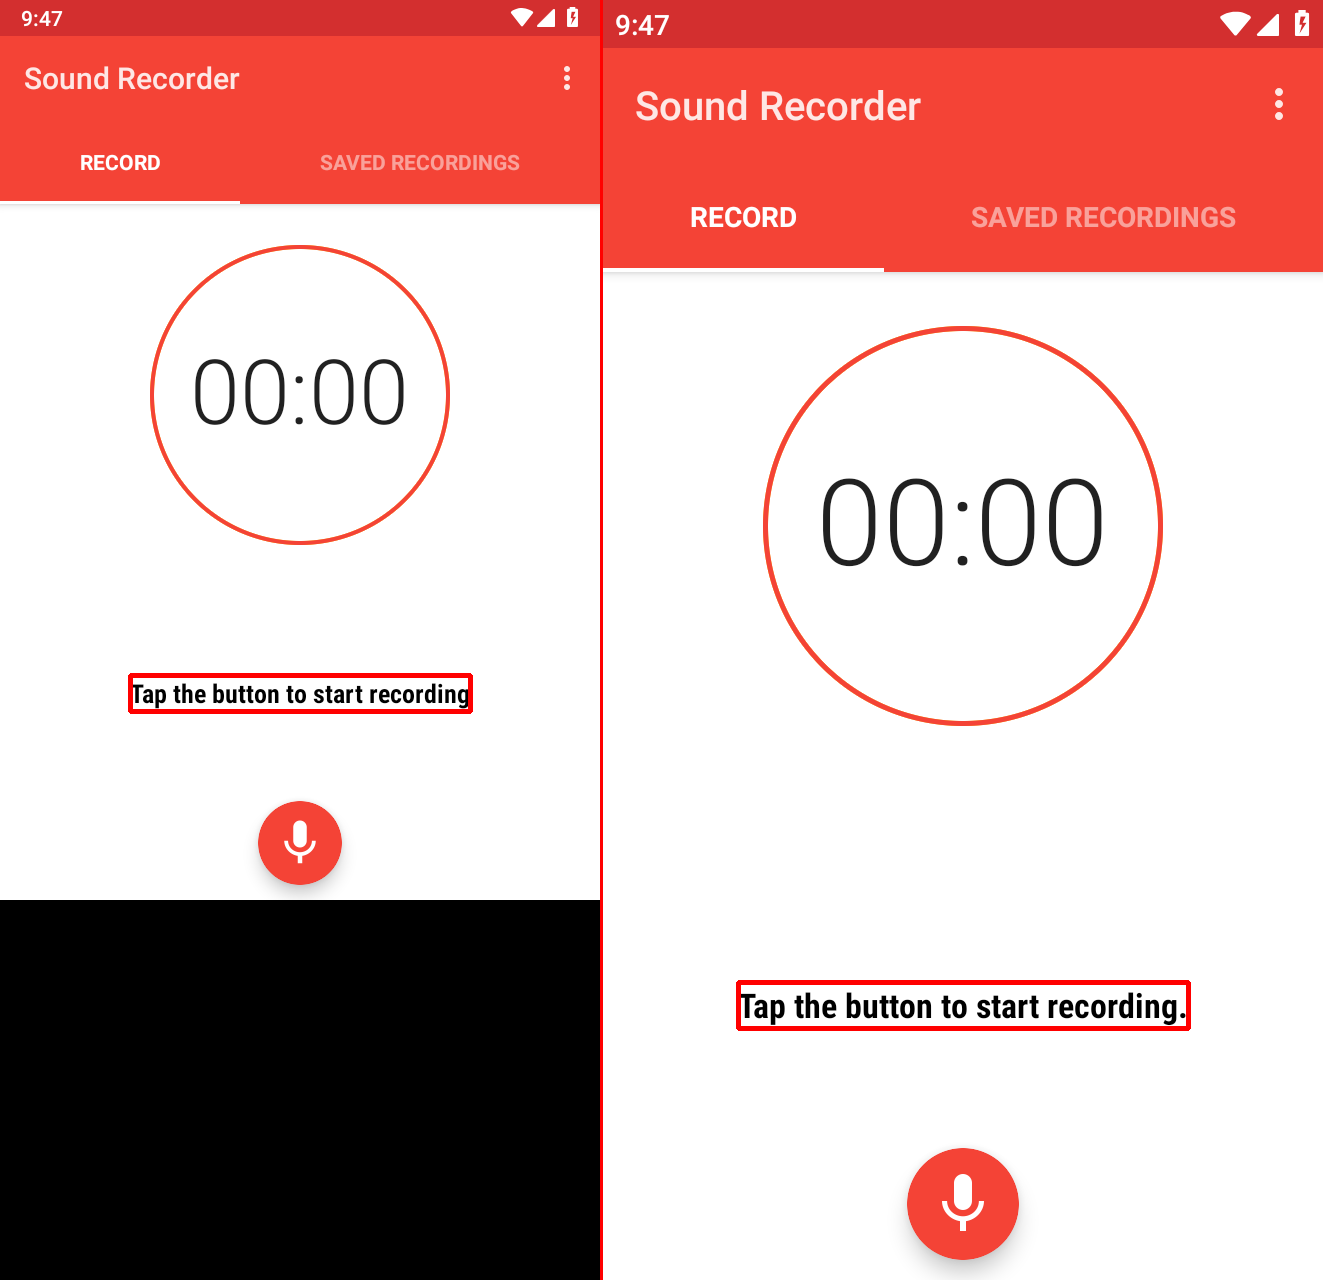 9:47
Sound Recorder
RECORD SAVED RECORDINGS
00:00
Tap the button to start recording
9:47
Sound Recorder
RECORD SAVED RECORDINGS
00:00
Tap the button to start recording.